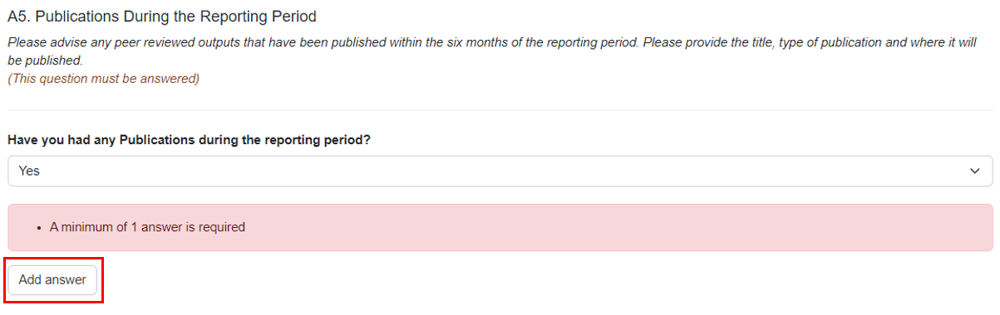 A5. Publications During the Reporting Period
Please advise any peer reviewed outputs that have been published within the six months of the reporting period. Please provide the title, type of publication and where it will
be published.
(This question must be answered)
Have you had any Publications during the reporting period?
Yes
• A minimum of 1 answer is required
Add answer